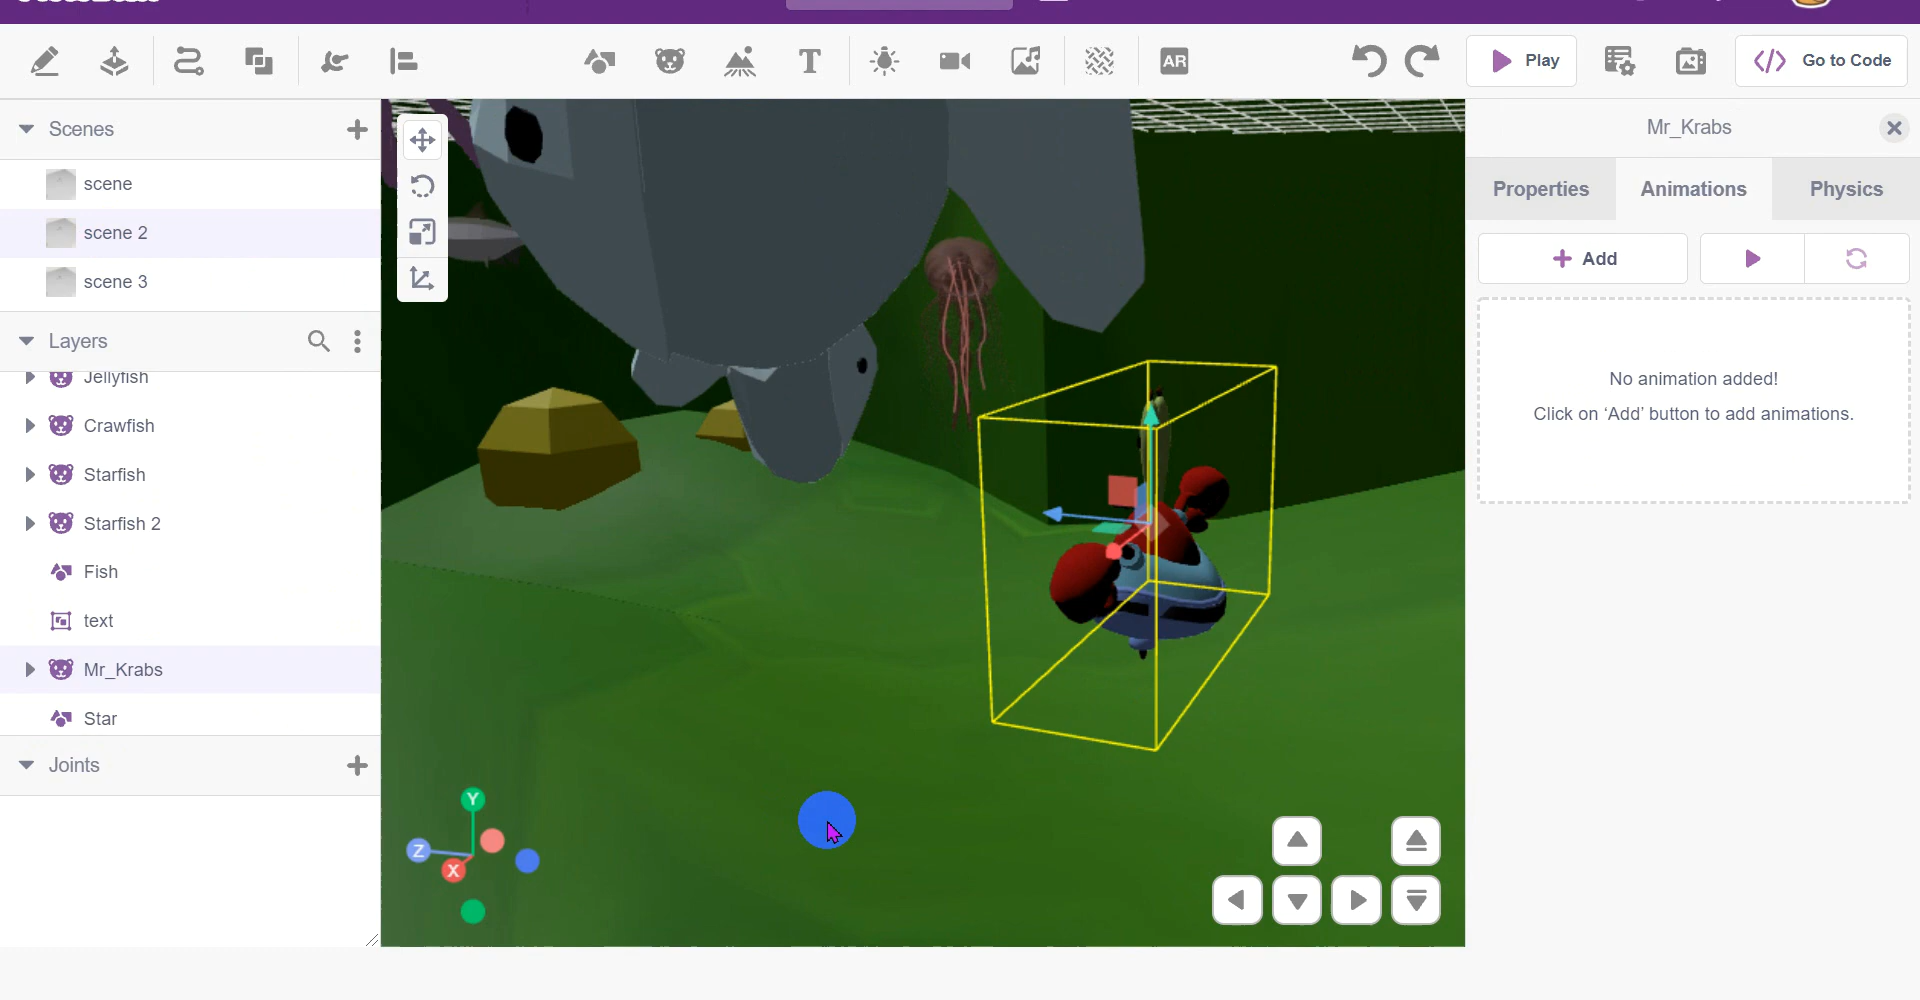 T
AR
Play
Go to Code
Scenes
scene
scene 2
scene 3
Layers
Jellyfish
Crawfish
Starfish
Starfish 2
Fish
text
Mr_Krabs
Star
Joints
Y
Z
X
Mr_Krabs
Properties
Animations
Physics
Add
No animation added!
Click on ‘Add’ button to add animations.